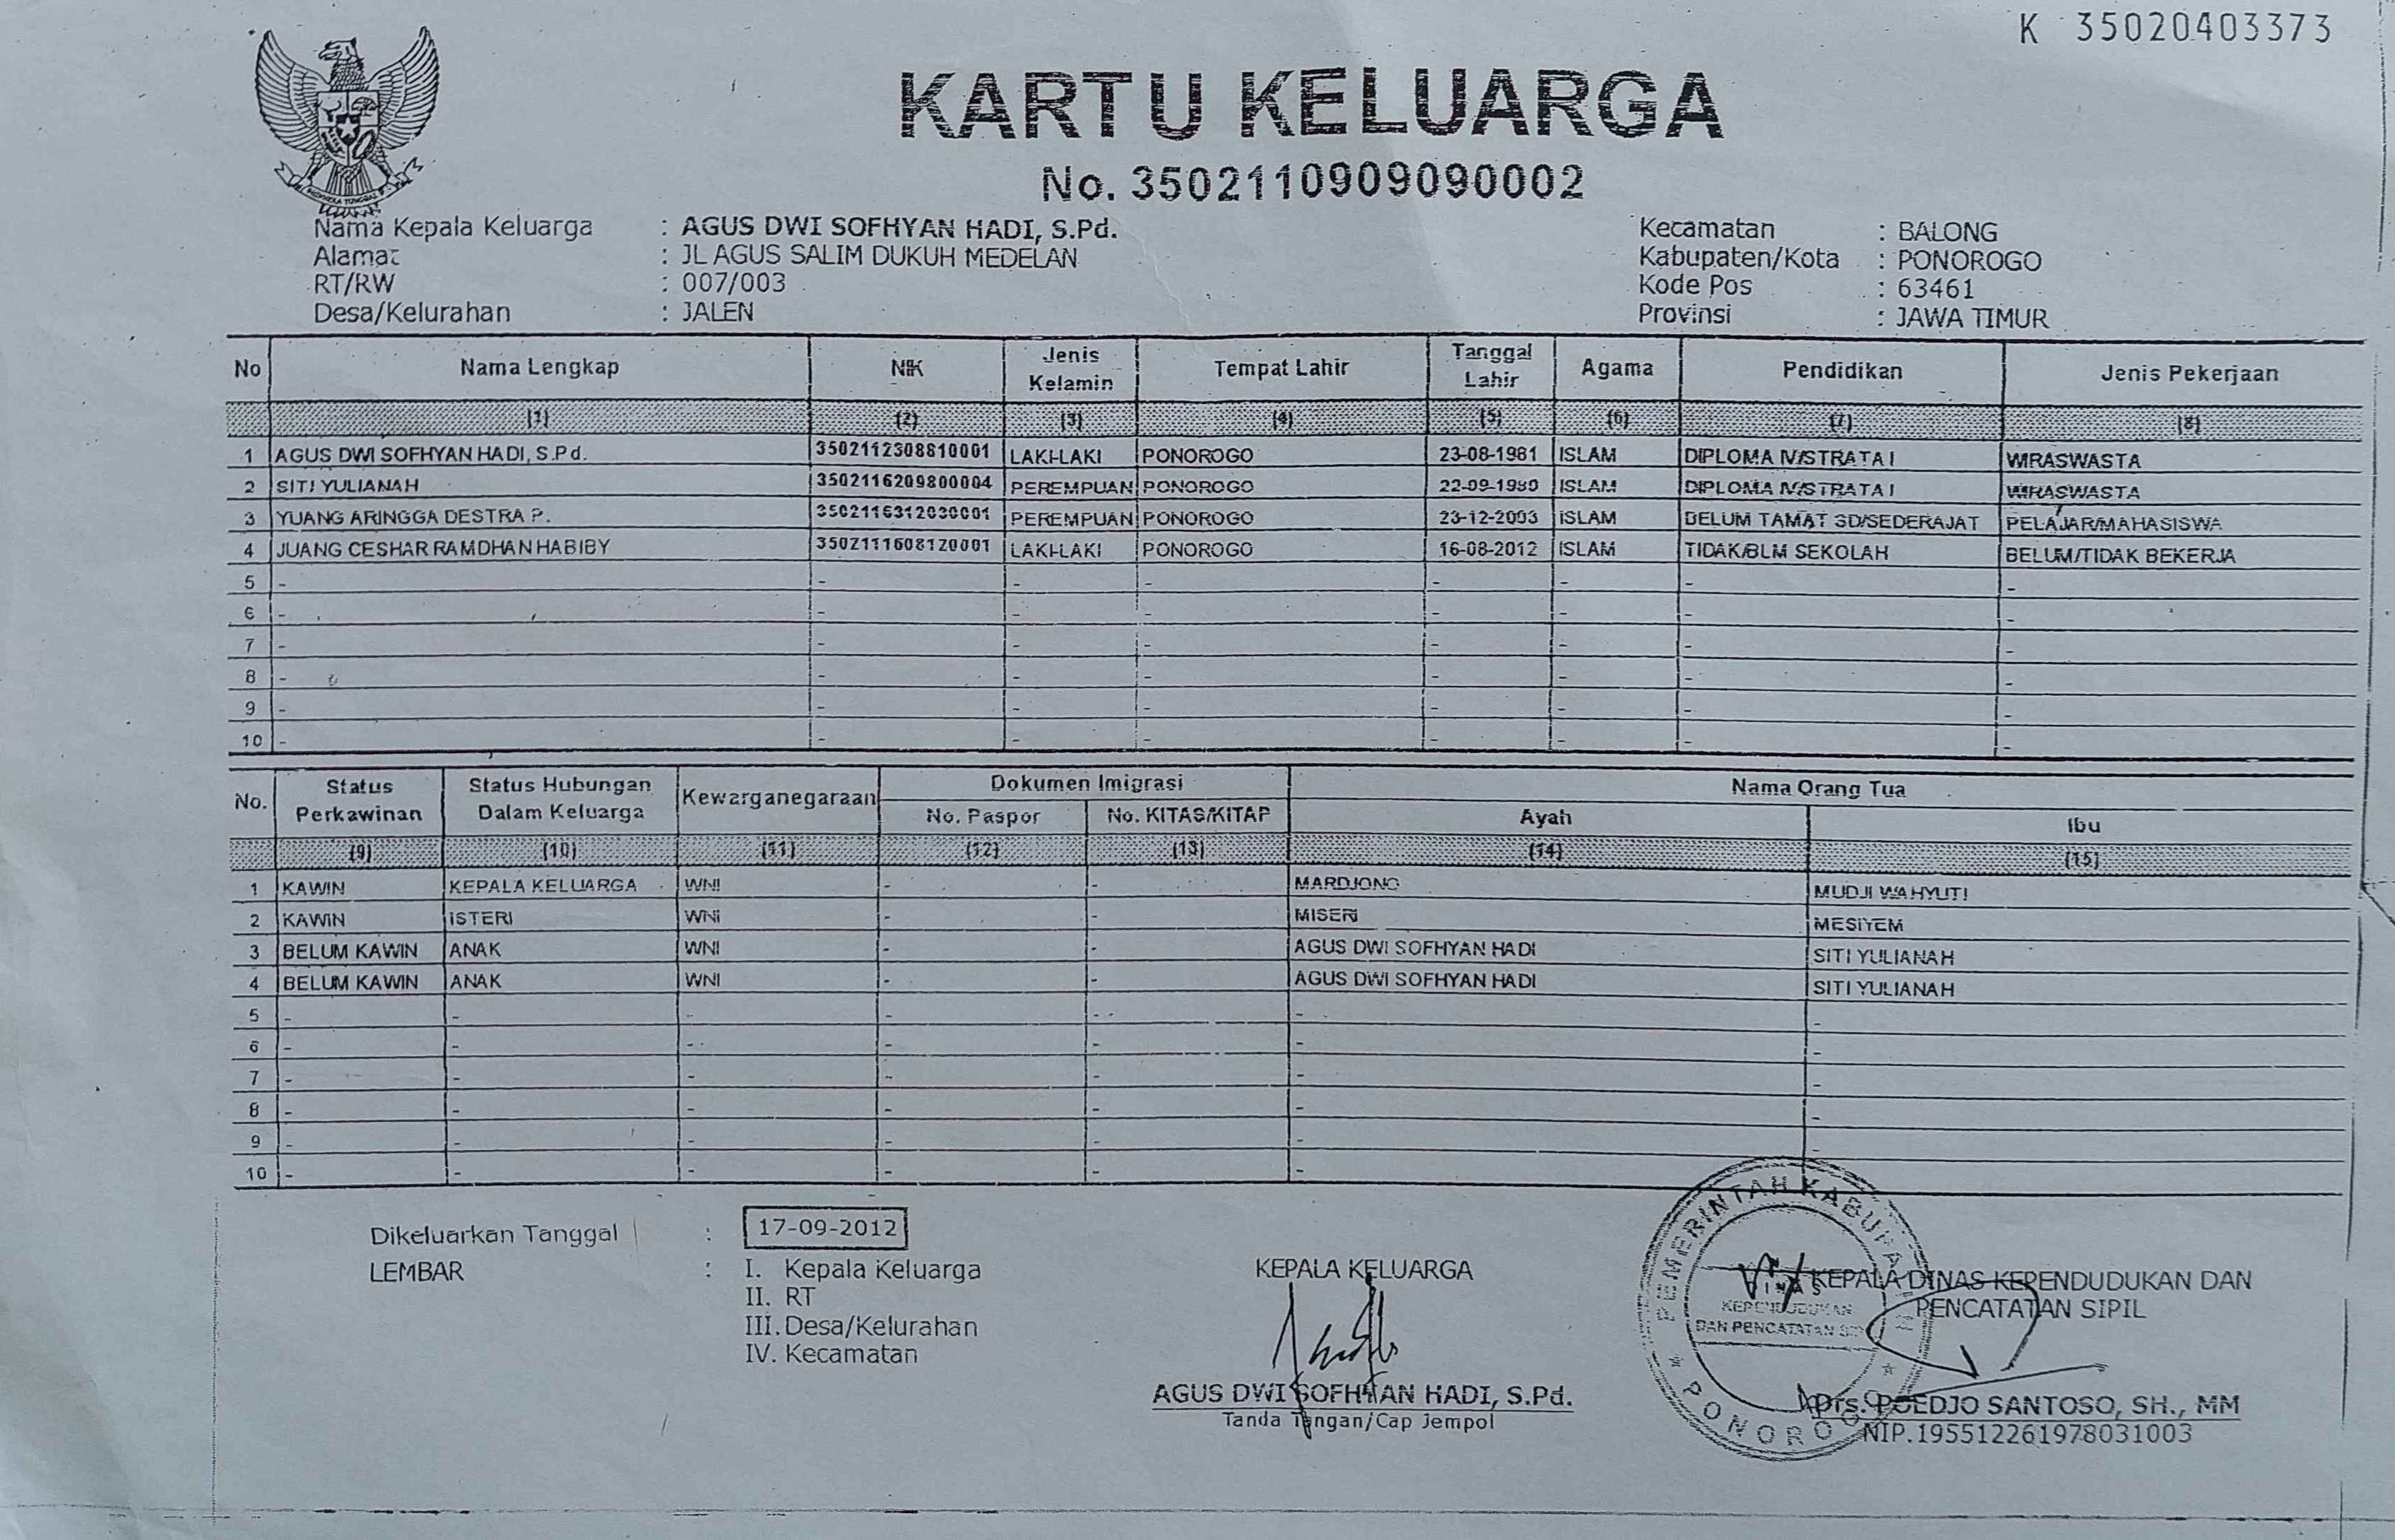 K 35020403373
KARTU KELUARGA
No. 3502110909090002
Nama Kepala Keluarga : AGUS DWI SOFHYAN HADI, S.Pd.
Alamat : JL AGUS SALIM DUKUH MEDELAN
RT/RW : 007/003
Desa/Kelurahan : JALEN
Kecamatan : BALONG
Kabupaten/Kota : PONOROGO
Kode Pos : 63461
Provinsi : JAWA TIMUR
No Nama Lengkap NIK Jenis Kelamin Tempat Lahir Tanggal Lahir Agama Pendidikan Jenis Pekerjaan
(1) (2) (3) (4) (5) (6) (7) (8)
1 AGUS DWI SOFHYAN HADI, S.Pd. 3502112308810001 LAKI-LAKI PONOROGO 23-08-1981 ISLAM DIPLOMA IV/STRATA I WIRASWASTA
2 SITI YULIANAH 3502116209800004 PEREMPUAN PONOROGO 22-09-1980 ISLAM DIPLOMA IV/STRATA I WIRASWASTA
3 YUANG ARINGGA DESTRA P. 3502116312030001 PEREMPUAN PONOROGO 23-12-2003 ISLAM BELUM TAMAT SD/SEDERAJAT PELAJAR/MAHASISWA
4 JUANG CESHAR RAMDHAN HABIBY 3502111608120001 LAKI-LAKI PONOROGO 16-08-2012 ISLAM TIDAK/BLM SEKOLAH BELUM/TIDAK BEKERJA
5 - - - - - - - -
6 - - - - - - - -
7 - - - - - - - -
8 - - - - - - - -
9 - - - - - - - -
10 - - - - - - - -
No. Status Perkawinan Status Hubungan Dalam Keluarga Kewarganegaraan Dokumen Imigrasi Nama Orang Tua
No. Paspor No. KITAS/KITAP Ayah Ibu
(9) (10) (11) (12) (13) (14) (15)
1 KAWIN KEPALA KELUARGA WNI - - MARDJONO MUDJI WAHYUTI
2 KAWIN ISTERI WNI - - MISERI MESIYEM
3 BELUM KAWIN ANAK WNI - - AGUS DWI SOFHYAN HADI SITI YULIANAH
4 BELUM KAWIN ANAK WNI - - AGUS DWI SOFHYAN HADI SITI YULIANAH
5 - - - - - - -
6 - - - - - - -
7 - - - - - - -
8 - - - - - - -
9 - - - - - - -
10 - - - - - - -
Dikeluarkan Tanggal : 17-09-2012
LEMBAR : I. Kepala Keluarga
II. RT
III. Desa/Kelurahan
IV. Kecamatan
KEPALA KELUARGA
AGUS DWI SOFHYAN HADI, S.Pd.
Tanda Tangan/Cap Jempol
KEPALA DINAS KEPENDUDUKAN DAN
PENCATATAN SIPIL
Drs. POEDJO SANTOSO, SH., MM
NIP.195512261978031003
PEMERINTAH KABUPATEN
DINAS
KEPENDUDUKAN
DAN PENCATATAN SIPIL
PONOROGO